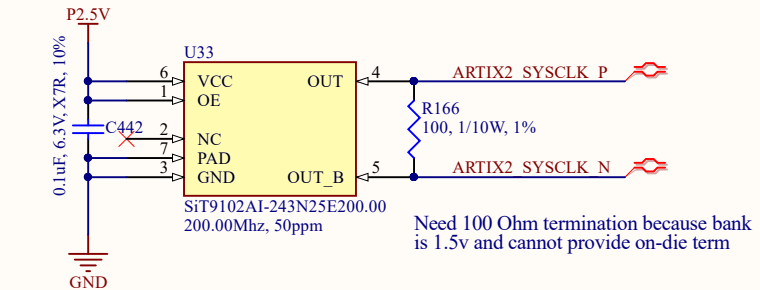 P2.5V
0.1uF, 6.3V, X7R, 10%
C442
U33
6 VCC OUT 4 ARTIX2_SYSCLK_P
1 OE
R166
100, 1/10W, 1%
2 NC
7 PAD
3 GND OUT_B 5 ARTIX2_SYSCLK_N
SiT9102AI-243N25E200.00
200.00Mhz, 50ppm
Need 100 Ohm termination because bank
is 1.5v and cannot provide on-die term
GND